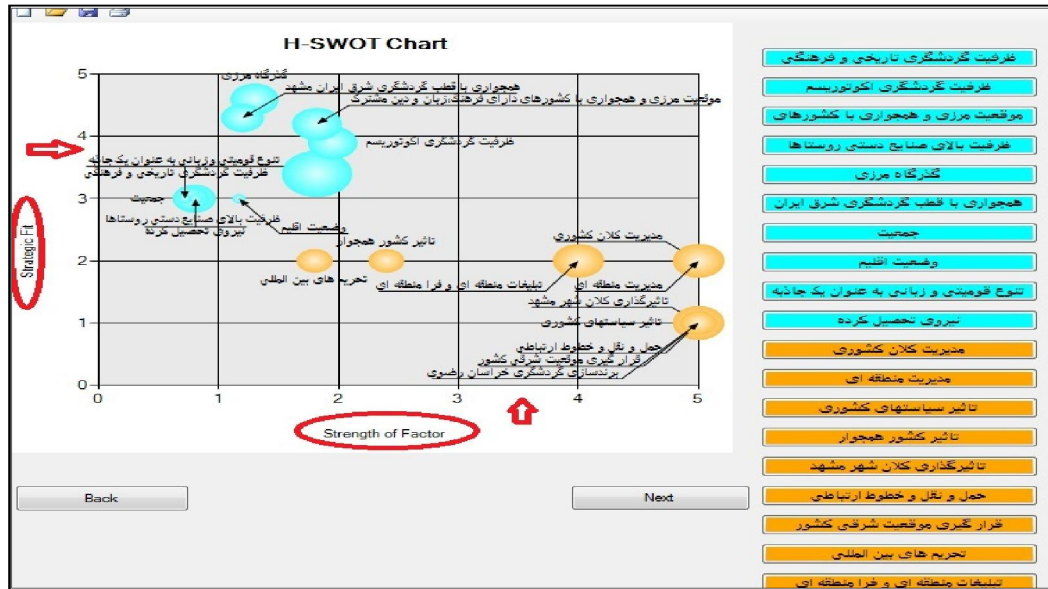 H-SWOT Chart
گذرگاه مرزی
همجواری با قطب گردشگری شرق ایران مشهد
موقعیت مرزی و همجواری با کشورهای دارای فرهنگ،زبان و دین مشترک
ظرفیت گردشگری اکوتوریسم
تنوع قومیتی و زبانی به عنوان یک جاذبه
ظرفیت گردشگری تاریخی و فرهنگی
جمعیت
ظرفیت بالای صنایع دستی روستاها
نیروی تحصیل کرده
وضعیت اقلیم
تاثیر کشور همجوار
مدیریت کلان کشوری
تحریم های بین المللی
تبلیغات منطقه ای و فرا منطقه ای
مدیریت منطقه ای
تاثیرگذاری کلان شهر مشهد
تاثیر سیاستهای کشوری
حمل و نقل و خطوط ارتباطی
قرار گیری موقعیت شرقی کشور
برندسازی گردشگری خراسان رضوی
5
4
3
2
1
0
Strategic Fit
0 1 2 3 4 5
Strength of Factor
Back
Next
ظرفیت گردشگری تاریخی و فرهنگی
ظرفیت گردشگری اکوتوریسم
موقعیت مرزی و همجواری با کشورهای
ظرفیت بالای صنایع دستی روستاها
گذرگاه مرزی
همجواری با قطب گردشگری شرق ایران
جمعیت
وضعیت اقلیم
تنوع قومیتی و زبانی به عنوان یک جاذبه
نیروی تحصیل کرده
مدیریت کلان کشوری
مدیریت منطقه ای
تاثیر سیاستهای کشوری
تاثیر کشور همجوار
تاثیرگذاری کلان شهر مشهد
حمل و نقل و خطوط ارتباطی
قرار گیری موقعیت شرقی کشور
تحریم های بین المللی
تبلیغات منطقه ای و فرا منطقه ای